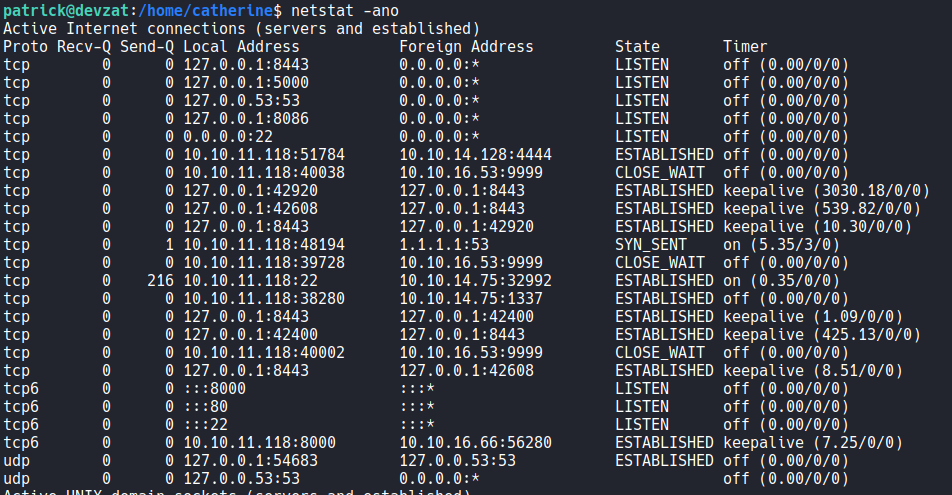 patrick@devzat:/home/catherine$ netstat -ano
Active Internet connections (servers and established)
Proto Recv-Q Send-Q Local Address           Foreign Address         State       Timer
tcp        0      0 127.0.0.1:8443          0.0.0.0:*               LISTEN      off (0.00/0/0)
tcp        0      0 127.0.0.1:5000          0.0.0.0:*               LISTEN      off (0.00/0/0)
tcp        0      0 127.0.0.53:53           0.0.0.0:*               LISTEN      off (0.00/0/0)
tcp        0      0 127.0.0.1:8086          0.0.0.0:*               LISTEN      off (0.00/0/0)
tcp        0      0 0.0.0.0:22              0.0.0.0:*               LISTEN      off (0.00/0/0)
tcp        0      0 10.10.11.118:51784      10.10.14.128:4444       ESTABLISHED off (0.00/0/0)
tcp        0      0 10.10.11.118:40038      10.10.16.53:9999        CLOSE_WAIT  off (0.00/0/0)
tcp        0      0 127.0.0.1:42920         127.0.0.1:8443          ESTABLISHED keepalive (3030.18/0/0)
tcp        0      0 127.0.0.1:42608         127.0.0.1:8443          ESTABLISHED keepalive (539.82/0/0)
tcp        0      0 127.0.0.1:8443          127.0.0.1:42920         ESTABLISHED keepalive (10.30/0/0)
tcp        0      1 10.10.11.118:48194      1.1.1.1:53              SYN_SENT    on (5.35/3/0)
tcp        0      0 10.10.11.118:39728      10.10.16.53:9999        CLOSE_WAIT  off (0.00/0/0)
tcp        0    216 10.10.11.118:22         10.10.14.75:32992       ESTABLISHED on (0.35/0/0)
tcp        0      0 10.10.11.118:38280      10.10.14.75:1337        ESTABLISHED off (0.00/0/0)
tcp        0      0 127.0.0.1:8443          127.0.0.1:42400         ESTABLISHED keepalive (1.09/0/0)
tcp        0      0 127.0.0.1:42400         127.0.0.1:8443          ESTABLISHED keepalive (425.13/0/0)
tcp        0      0 10.10.11.118:40002      10.10.16.53:9999        CLOSE_WAIT  off (0.00/0/0)
tcp        0      0 127.0.0.1:8443          127.0.0.1:42608         ESTABLISHED keepalive (8.51/0/0)
tcp6       0      0 :::8000                 :::*                    LISTEN      off (0.00/0/0)
tcp6       0      0 :::80                   :::*                    LISTEN      off (0.00/0/0)
tcp6       0      0 :::22                   :::*                    LISTEN      off (0.00/0/0)
tcp6       0      0 10.10.11.118:8000       10.10.16.66:56280       ESTABLISHED keepalive (7.25/0/0)
udp        0      0 127.0.0.1:54683         127.0.0.53:53           ESTABLISHED off (0.00/0/0)
udp        0      0 127.0.0.53:53           0.0.0.0:*                           off (0.00/0/0)
Active UNIX domain sockets (servers and established)